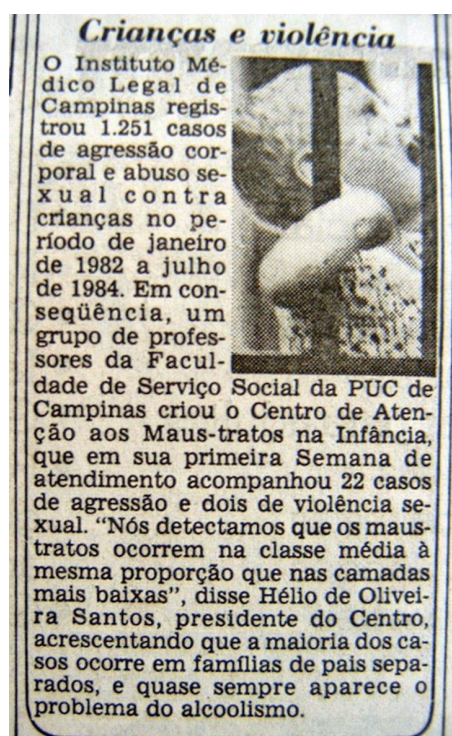 Crianças e violência
O Instituto Mé-
dico Legal de
Campinas regis-
trou 1.251 casos
de agressão cor-
poral e abuso se-
xual contra
crianças no pe-
ríodo de janeiro
de 1982 a julho
de 1984. Em con-
seqüência, um
grupo de profes-
sores da Facul-
dade de Serviço Social da PUC de
Campinas criou o Centro de Aten-
ção aos Maus-tratos na Infância,
que em sua primeira Semana de
atendimento acompanhou 22 casos
de agressão e dois de violência se-
xual. “Nós detectamos que os maus-
tratos ocorrem na classe média à
mesma proporção que nas camadas
mais baixas”, disse Hélio de Olivei-
ra Santos, presidente do Centro,
acrescentando que a maioria dos ca-
sos ocorre em famílias de pais sepa-
rados, e quase sempre aparece o
problema do alcoolismo.